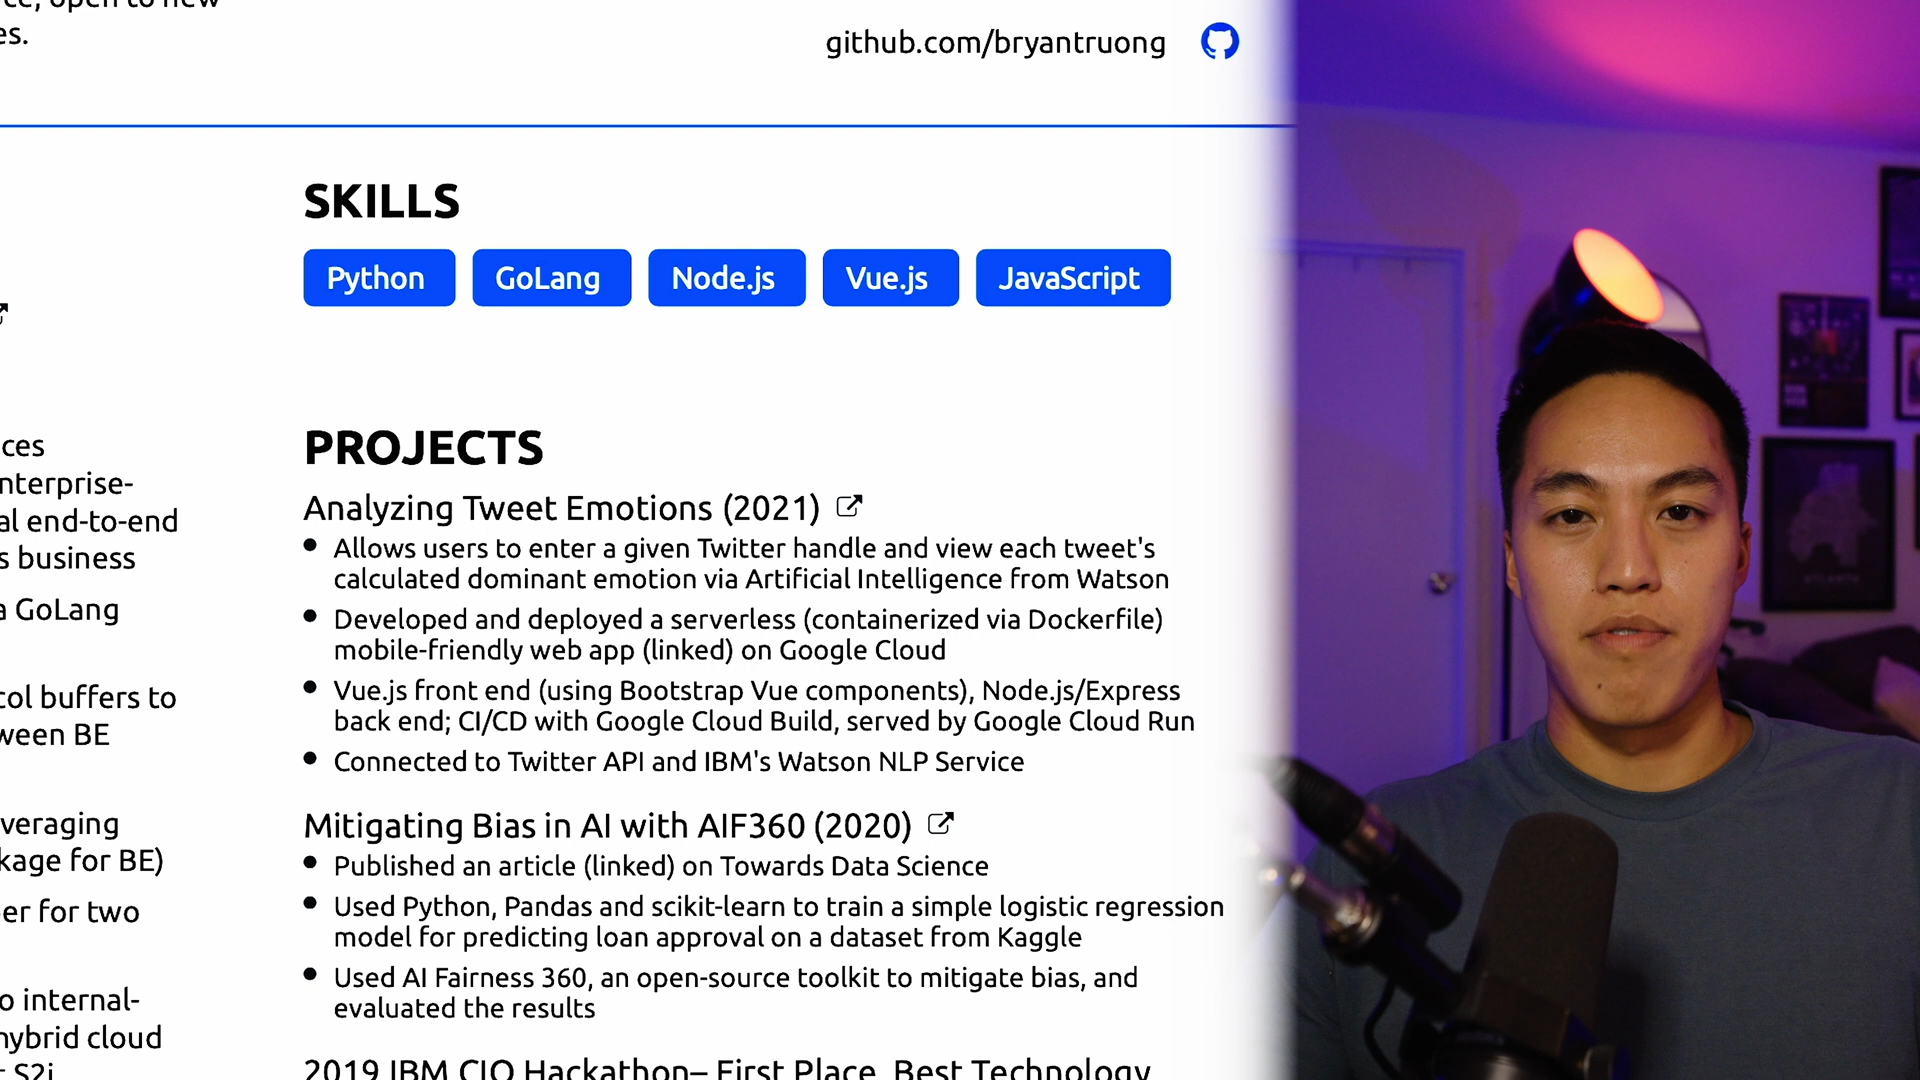 es.
github.com/bryantruong
SKILLS
Python GoLang Node.js Vue.js JavaScript
ces
nterprise-
al end-to-end
s business
a GoLang
col buffers to
ween BE
veraging
kage for BE)
er for two
o internal-
hybrid cloud
PROJECTS
Analyzing Tweet Emotions (2021)
Allows users to enter a given Twitter handle and view each tweet's
calculated dominant emotion via Artificial Intelligence from Watson
Developed and deployed a serverless (containerized via Dockerfile)
mobile-friendly web app (linked) on Google Cloud
Vue.js front end (using Bootstrap Vue components), Node.js/Express
back end; CI/CD with Google Cloud Build, served by Google Cloud Run
Connected to Twitter API and IBM's Watson NLP Service
Mitigating Bias in AI with AIF360 (2020)
Published an article (linked) on Towards Data Science
Used Python, Pandas and scikit-learn to train a simple logistic regression
model for predicting loan approval on a dataset from Kaggle
Used AI Fairness 360, an open-source toolkit to mitigate bias, and
evaluated the results
2019 IBM CIO Hackathon– First Place, Best Technology
ATLANTA